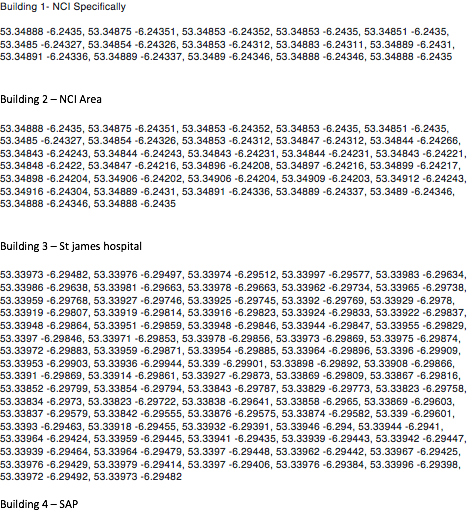 Building 1- NCI Specifically
53.34888 -6.2435, 53.34875 -6.24351, 53.34853 -6.24352, 53.34853 -6.2435, 53.34851 -6.2435,
53.3485 -6.24327, 53.34854 -6.24326, 53.34853 -6.24312, 53.34883 -6.24311, 53.34889 -6.2431,
53.34891 -6.24336, 53.34889 -6.24337, 53.3489 -6.24346, 53.34888 -6.24346, 53.34888 -6.2435
Building 2 – NCI Area
53.34888 -6.2435, 53.34875 -6.24351, 53.34853 -6.24352, 53.34853 -6.2435, 53.34851 -6.2435,
53.3485 -6.24327, 53.34854 -6.24326, 53.34853 -6.24312, 53.34847 -6.24312, 53.34844 -6.24266,
53.34843 -6.24243, 53.34844 -6.24243, 53.34843 -6.24231, 53.34844 -6.24231, 53.34843 -6.24221,
53.34848 -6.2422, 53.34847 -6.24216, 53.34896 -6.24208, 53.34897 -6.24216, 53.34899 -6.24217,
53.34898 -6.24204, 53.34906 -6.24202, 53.34906 -6.24204, 53.34909 -6.24203, 53.34912 -6.24243,
53.34916 -6.24304, 53.34889 -6.2431, 53.34891 -6.24336, 53.34889 -6.24337, 53.3489 -6.24346,
53.34888 -6.24346, 53.34888 -6.2435
Building 3 – St james hospital
53.33973 -6.29482, 53.33976 -6.29497, 53.33974 -6.29512, 53.33997 -6.29577, 53.33983 -6.29634,
53.33986 -6.29638, 53.33981 -6.29663, 53.33978 -6.29663, 53.33962 -6.29734, 53.33965 -6.29738,
53.33959 -6.29768, 53.33927 -6.29746, 53.33925 -6.29745, 53.3392 -6.29769, 53.33929 -6.2978,
53.33919 -6.29807, 53.33919 -6.29814, 53.33916 -6.29823, 53.33924 -6.29833, 53.33922 -6.29837,
53.33948 -6.29864, 53.33951 -6.29859, 53.33948 -6.29846, 53.33944 -6.29847, 53.33955 -6.29829,
53.3397 -6.29846, 53.33971 -6.29853, 53.33978 -6.29856, 53.33973 -6.29869, 53.33975 -6.29874,
53.33972 -6.29883, 53.33959 -6.29871, 53.33954 -6.29885, 53.33964 -6.29896, 53.3396 -6.29909,
53.33953 -6.29903, 53.33936 -6.29944, 53.339 -6.29901, 53.33898 -6.29892, 53.33908 -6.29866,
53.3391 -6.29869, 53.33914 -6.29861, 53.33927 -6.29873, 53.33869 -6.29809, 53.33867 -6.29816,
53.33852 -6.29799, 53.33854 -6.29794, 53.33843 -6.29787, 53.33829 -6.29773, 53.33823 -6.29758,
53.33834 -6.2973, 53.33823 -6.29722, 53.33838 -6.29641, 53.33858 -6.2965, 53.33869 -6.29603,
53.33837 -6.29579, 53.33842 -6.29555, 53.33876 -6.29575, 53.33874 -6.29582, 53.339 -6.29601,
53.3393 -6.29463, 53.33918 -6.29455, 53.33932 -6.29391, 53.33946 -6.294, 53.33944 -6.2941,
53.33964 -6.29424, 53.33959 -6.29445, 53.33941 -6.29435, 53.33939 -6.29443, 53.33942 -6.29447,
53.33939 -6.29464, 53.33964 -6.29479, 53.3397 -6.29448, 53.33962 -6.29442, 53.33967 -6.29425,
53.33976 -6.29429, 53.33979 -6.29414, 53.3397 -6.29406, 53.33976 -6.29384, 53.33996 -6.29398,
53.33972 -6.29492, 53.33973 -6.29482
Building 4 – SAP